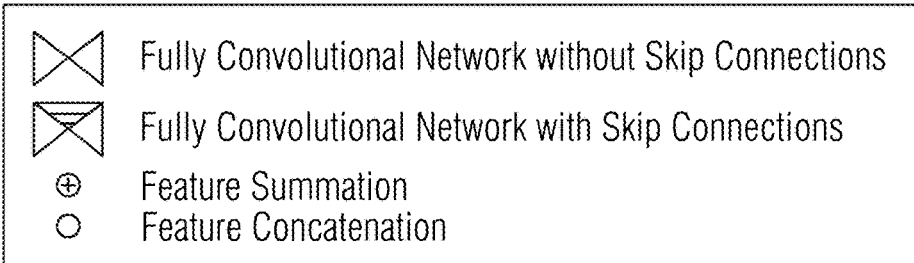 Fully Convolutional Network without Skip Connections
Fully Convolutional Network with Skip Connections
Feature Summation
Feature Concatenation